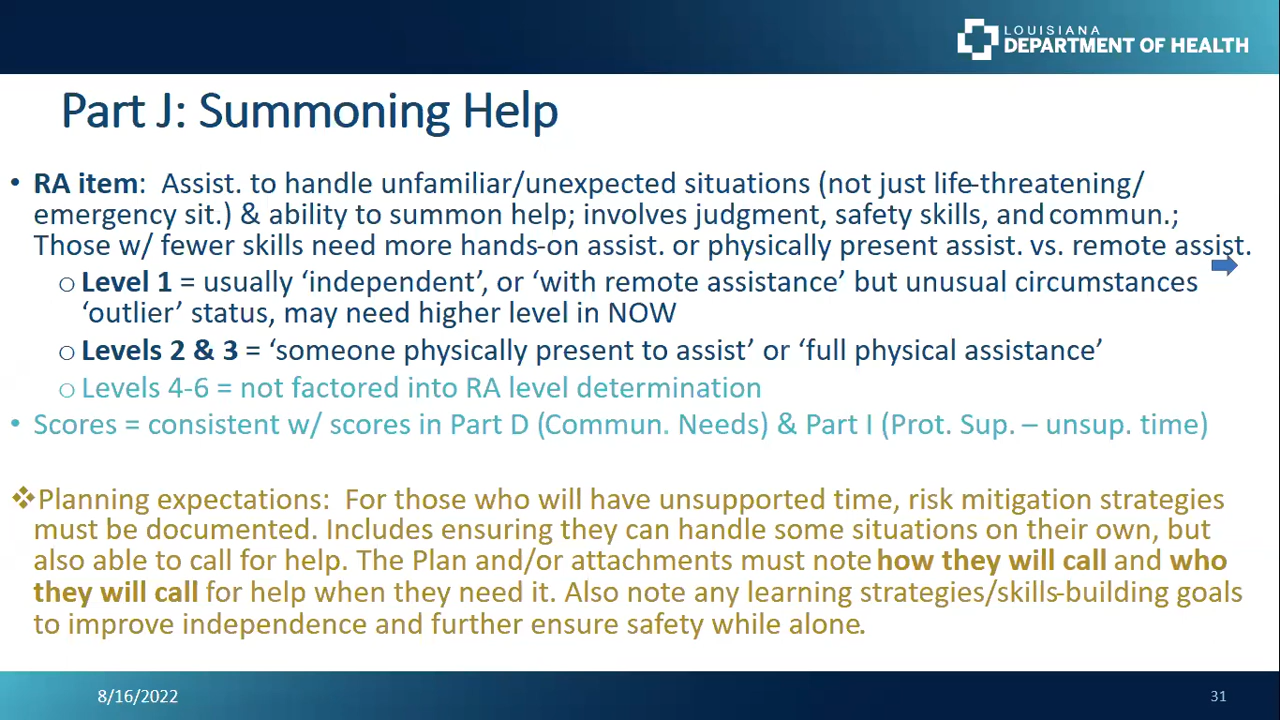 LOUISIANA
DEPARTMENT OF HEALTH
Part J: Summoning Help
• RA item: Assist. to handle unfamiliar/unexpected situations (not just life-threatening/
emergency sit.) & ability to summon help; involves judgment, safety skills, and commun.;
Those w/ fewer skills need more hands-on assist. or physically present assist. vs. remote assist.
o Level 1 = usually ‘independent’, or ‘with remote assistance’ but unusual circumstances
‘outlier’ status, may need higher level in NOW
o Levels 2 & 3 = ‘someone physically present to assist’ or ‘full physical assistance’
o Levels 4-6 = not factored into RA level determination
• Scores = consistent w/ scores in Part D (Commun. Needs) & Part I (Prot. Sup. – unsup. time)
❖Planning expectations: For those who will have unsupported time, risk mitigation strategies
must be documented. Includes ensuring they can handle some situations on their own, but
also able to call for help. The Plan and/or attachments must note how they will call and who
they will call for help when they need it. Also note any learning strategies/skills-building goals
to improve independence and further ensure safety while alone.
8/16/2022
31